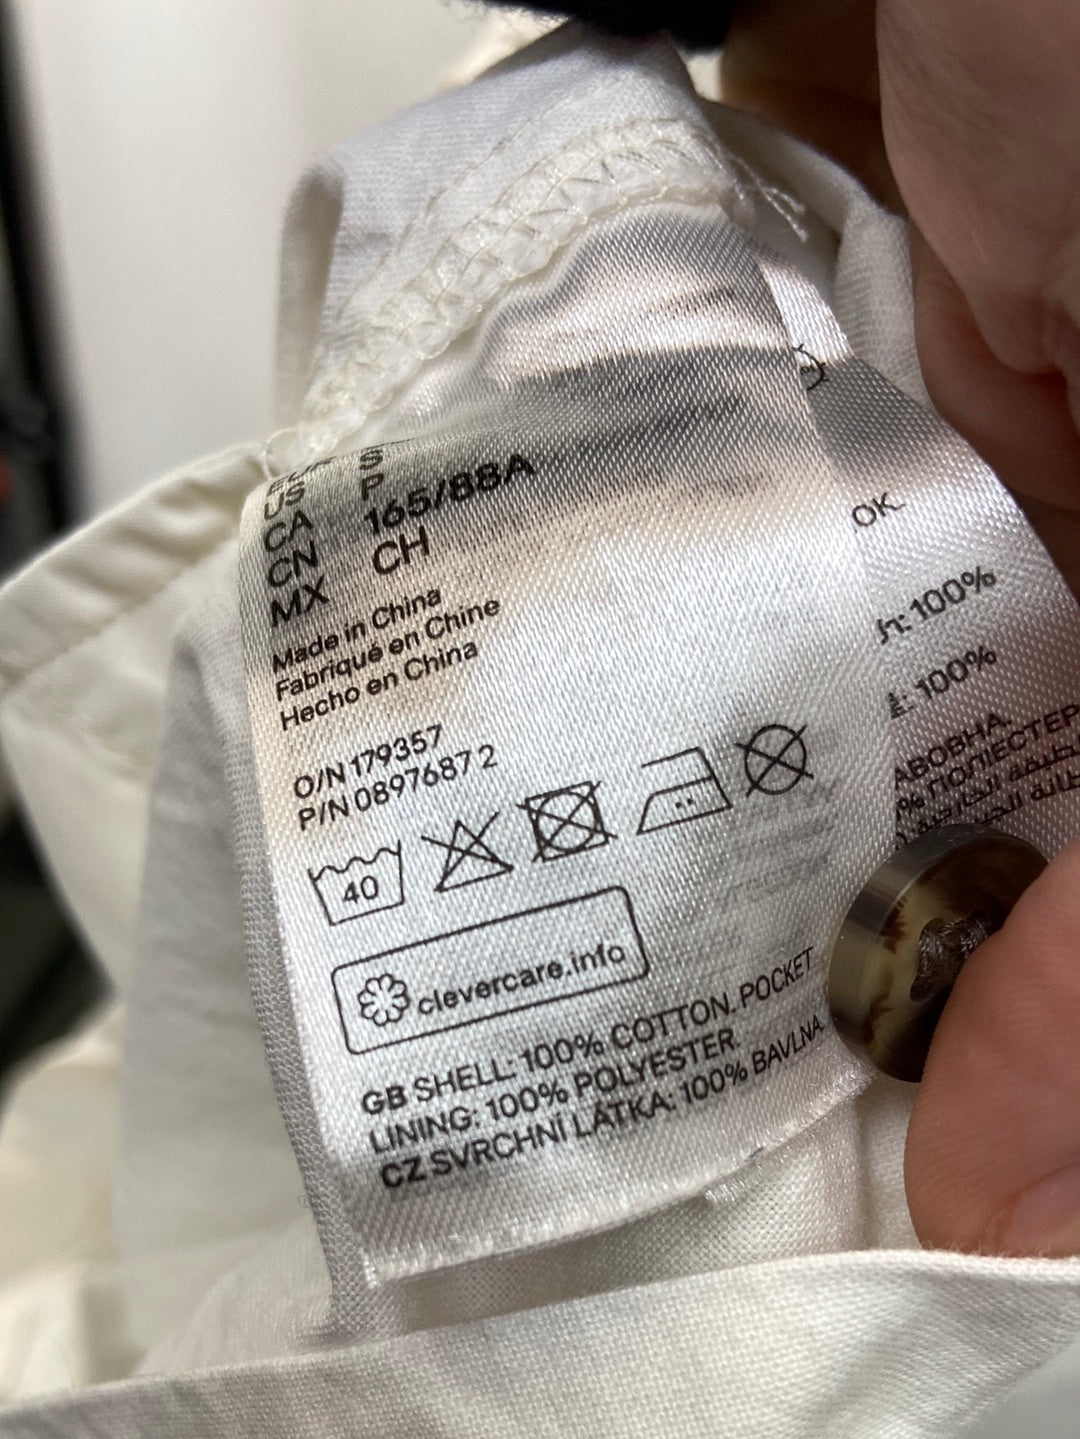 US S
CA P
CN 165/88A
MX CH
Made in China
Fabriqué en Chine
Hecho en China
O/N 179357
P/N 0897687 2
40
clevercare.info
GB SHELL: 100% COTTON. POCKET
LINING: 100% POLYESTER.
CZ SVRCHNÍ LÁTKA: 100% BAVLNA.
OK.
100%
100%
АВОВНА.
% ПОЛІЕСТЕР